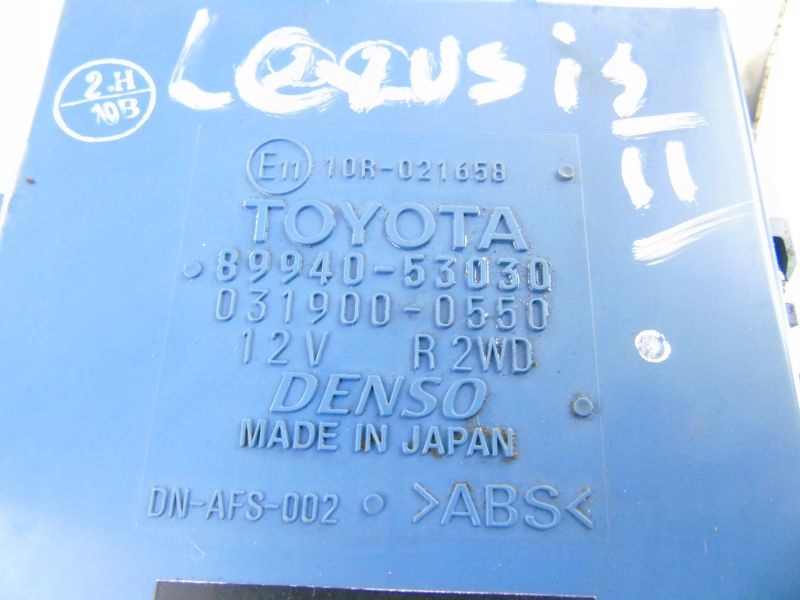 Lexus is
II
2.H
10B
E11 10R-021658
TOYOTA
89940-53030
031900-0550
12V R 2WD
DENSO
MADE IN JAPAN
DN-AFS-002 >ABS<